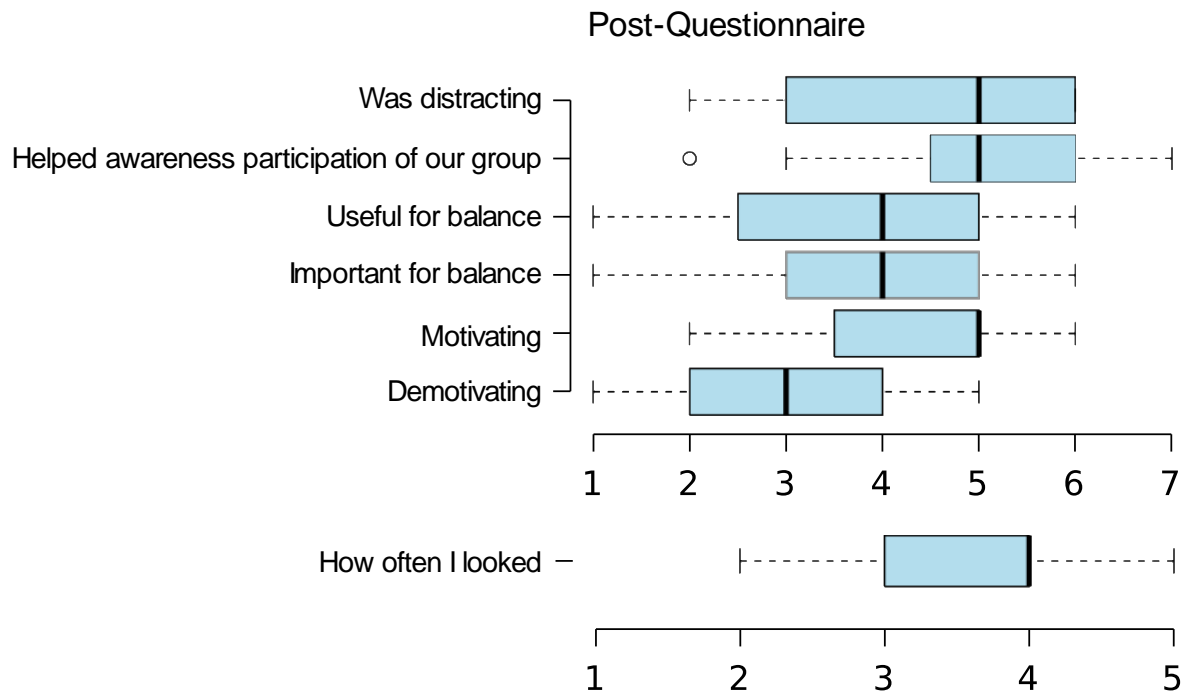 Post-Questionnaire
Was distracting
Helped awareness participation of our group
Useful for balance
Important for balance
Motivating
Demotivating
1 2 3 4 5 6 7
How often I looked
1 2 3 4 5